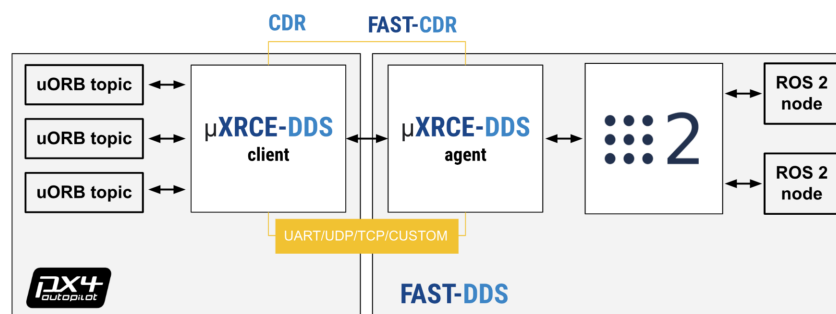 CDR
FAST-CDR
uORB topic
uORB topic
uORB topic
µXRCE-DDS
client
µXRCE-DDS
agent
2
ROS 2
node
ROS 2
node
UART/UDP/TCP/CUSTOM
px4
autopilot
FAST-DDS